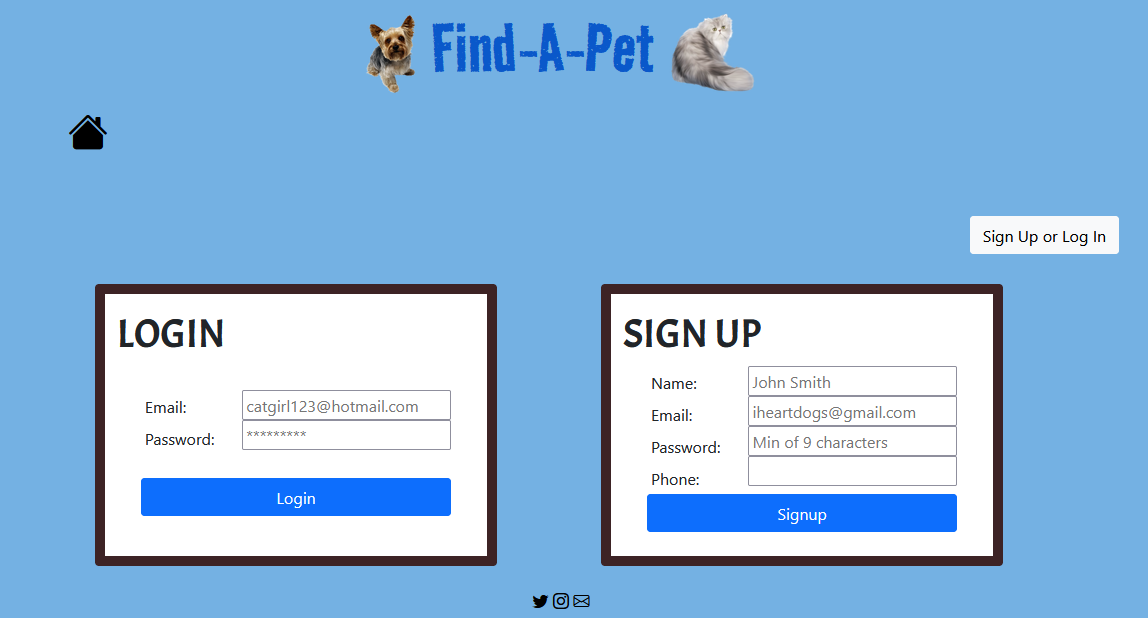 Find-A-Pet
Sign Up or Log In
LOGIN
Email: catgirl123@hotmail.com
Password: *********
Login
SIGN UP
Name: John Smith
Email: iheartdogs@gmail.com
Password: Min of 9 characters
Phone:
Signup